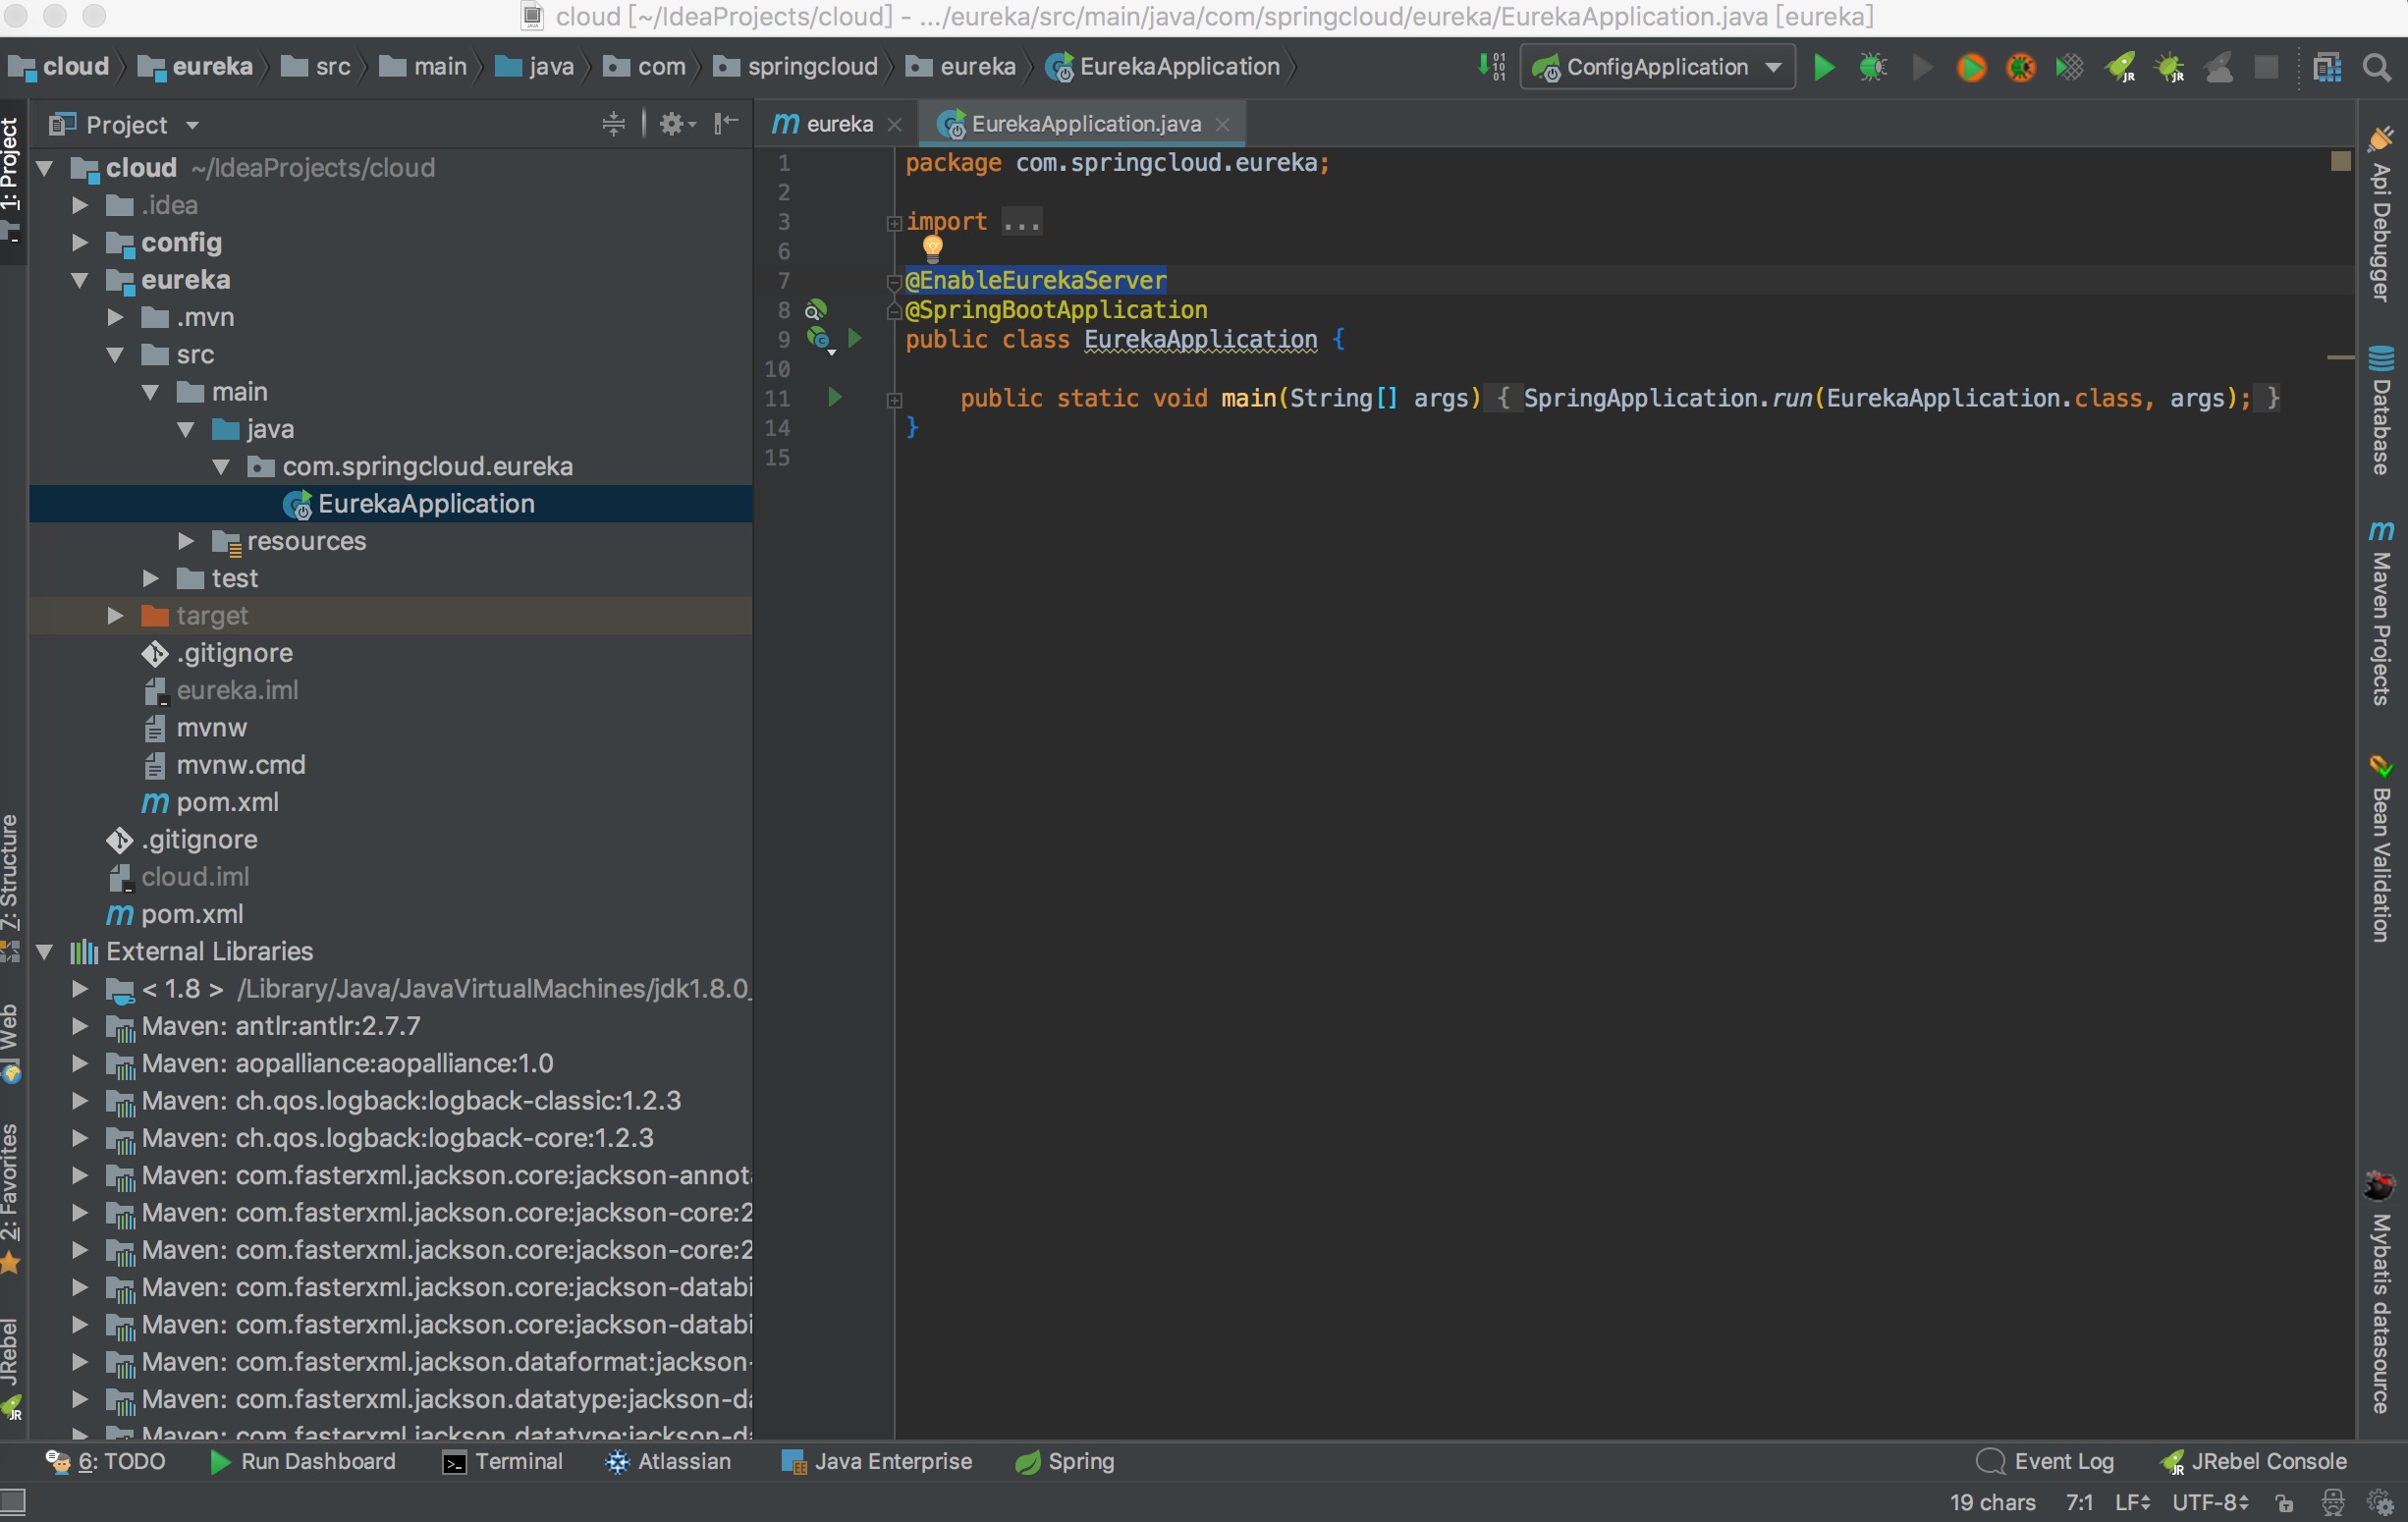 cloud [~/IdeaProjects/cloud] - .../eureka/src/main/java/com/springcloud/eureka/EurekaApplication.java [eureka]
cloud eureka src main java com springcloud eureka EurekaApplication ConfigApplication
Project
eureka EurekaApplication.java
1: Project
7: Structure
Web
2: Favorites
JRebel
cloud ~/IdeaProjects/cloud
.idea
config
eureka
.mvn
src
main
java
com.springcloud.eureka
EurekaApplication
resources
test
target
.gitignore
eureka.iml
mvnw
mvnw.cmd
pom.xml
.gitignore
cloud.iml
pom.xml
External Libraries
< 1.8 > /Library/Java/JavaVirtualMachines/jdk1.8.0_
Maven: antlr:antlr:2.7.7
Maven: aopalliance:aopalliance:1.0
Maven: ch.qos.logback:logback-classic:1.2.3
Maven: ch.qos.logback:logback-core:1.2.3
Maven: com.fasterxml.jackson.core:jackson-annot
Maven: com.fasterxml.jackson.core:jackson-core:2
Maven: com.fasterxml.jackson.core:jackson-core:2
Maven: com.fasterxml.jackson.core:jackson-databi
Maven: com.fasterxml.jackson.core:jackson-databi
Maven: com.fasterxml.jackson.dataformat:jackson-
Maven: com.fasterxml.jackson.datatype:jackson-da
Maven: com.fasterxml.jackson.datatype:jackson-da
1 package com.springcloud.eureka;
2
3 import ...
6
7 @EnableEurekaServer
8 @SpringBootApplication
9 public class EurekaApplication {
10
11 public static void main(String[] args) { SpringApplication.run(EurekaApplication.class, args); }
14 }
15
Api Debugger
Database
Maven Projects
Bean Validation
Mybatis datasource
6: TODO Run Dashboard Terminal Atlassian Java Enterprise Spring Event Log JRebel Console
19 chars 7:1 LF UTF-8